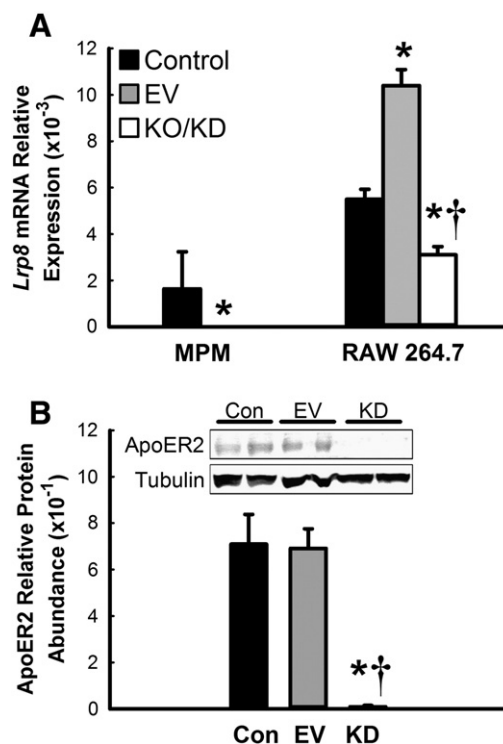 A
Lrp8 mRNA Relative
Expression (x10-3)
12
10
8
6
4
2
0
Control
EV
KO/KD
*
*
*†
MPM
RAW 264.7
B
ApoER2 Relative Protein
Abundance (x10-1)
12
10
8
6
4
2
0
Con EV KD
ApoER2
Tubulin
*†
Con EV KD